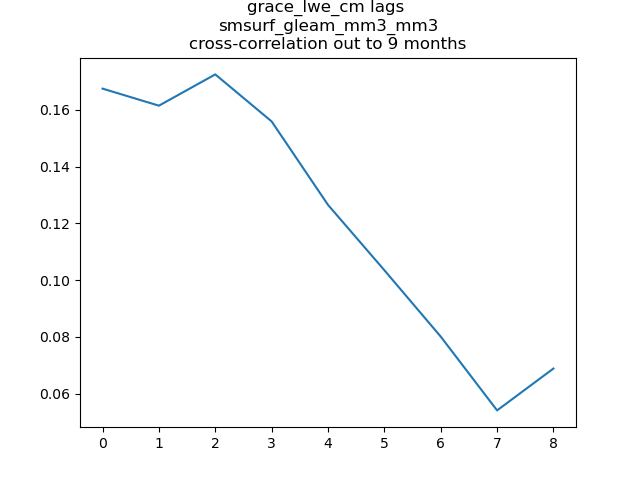 grace_lwe_cm lags
smsurf_gleam_mm3_mm3
cross-correlation out to 9 months
0.16
0.14
0.12
0.10
0.08
0.06
0 1 2 3 4 5 6 7 8